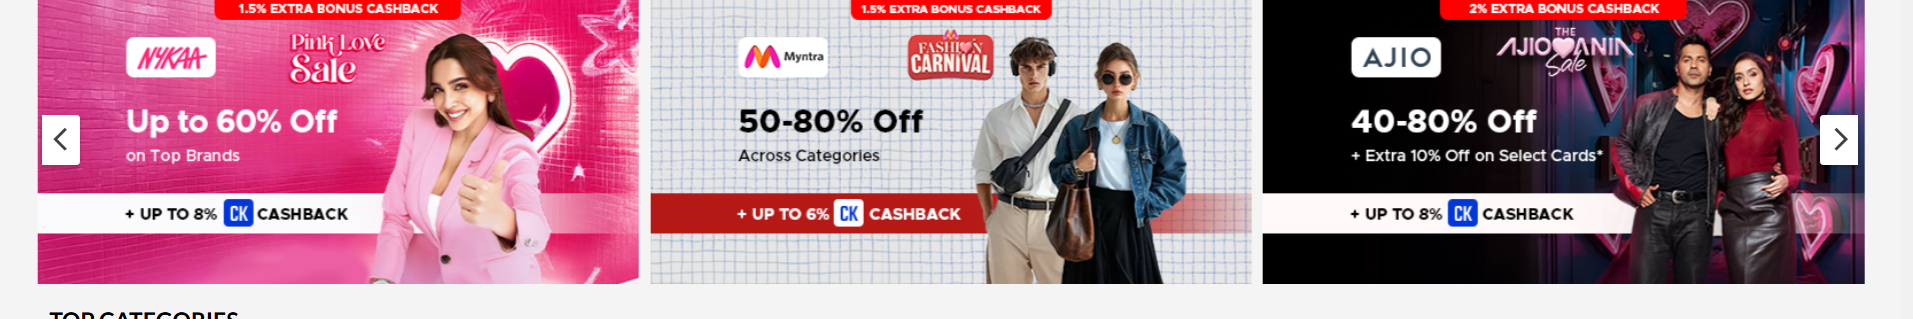 1.5% EXTRA BONUS CASHBACK
NYKAA
Pink Love
Sale
Up to 60% Off
on Top Brands
+ UP TO 8% CK CASHBACK
1.5% EXTRA BONUS CASHBACK
Myntra
FASHION
CARNIVAL
50-80% Off
Across Categories
+ UP TO 6% CK CASHBACK
2% EXTRA BONUS CASHBACK
AJIO
THE
AJIOMANIA
Sale
40-80% Off
+ Extra 10% Off on Select Cards*
+ UP TO 8% CK CASHBACK
TOP CATEGORIES